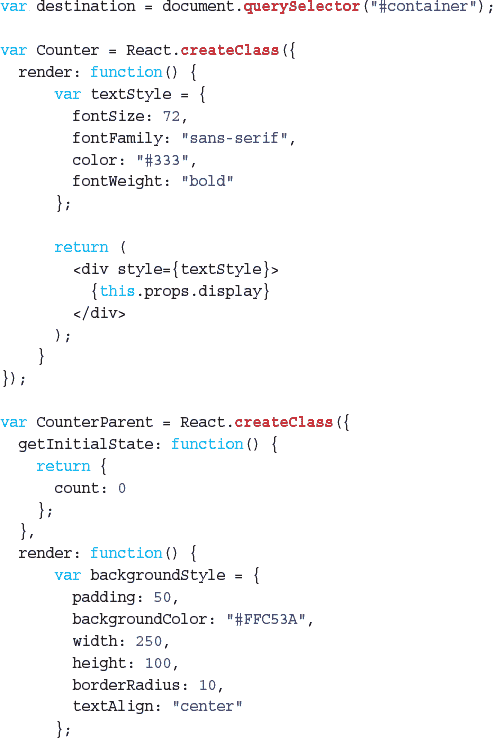 var destination = document.querySelector("#container");

var Counter = React.createClass({
  render: function() {
      var textStyle = {
        fontSize: 72,
        fontFamily: "sans-serif",
        color: "#333",
        fontWeight: "bold"
      };

      return (
        <div style={textStyle}>
          {this.props.display}
        </div>
      );
    }
});

var CounterParent = React.createClass({
  getInitialState: function() {
    return {
      count: 0
    };
  },
  render: function() {
      var backgroundStyle = {
        padding: 50,
        backgroundColor: "#FFC53A",
        width: 250,
        height: 100,
        borderRadius: 10,
        textAlign: "center"
      };